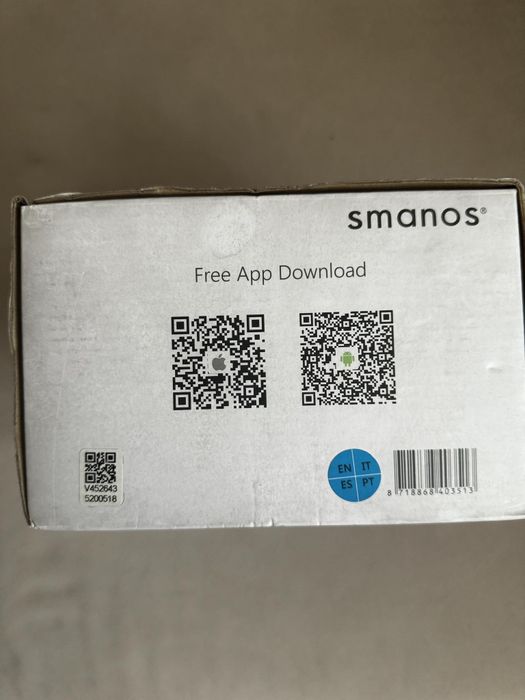 smanos®
Free App Download
V452643
5200518
EN IT
ES PT
8 718868 403513